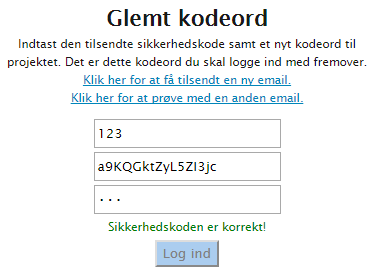 Glemt kodeord
Indtast den tilsendte sikkerhedskode samt et nyt kodeord til
projektet. Det er dette kodeord du skal logge ind med fremover.
Klik her for at få tilsendt en ny email.
Klik her for at prøve med en anden email.
123
a9KQGktZyL5ZI3jc
•••
Sikkerhedskoden er korrekt!
Log ind